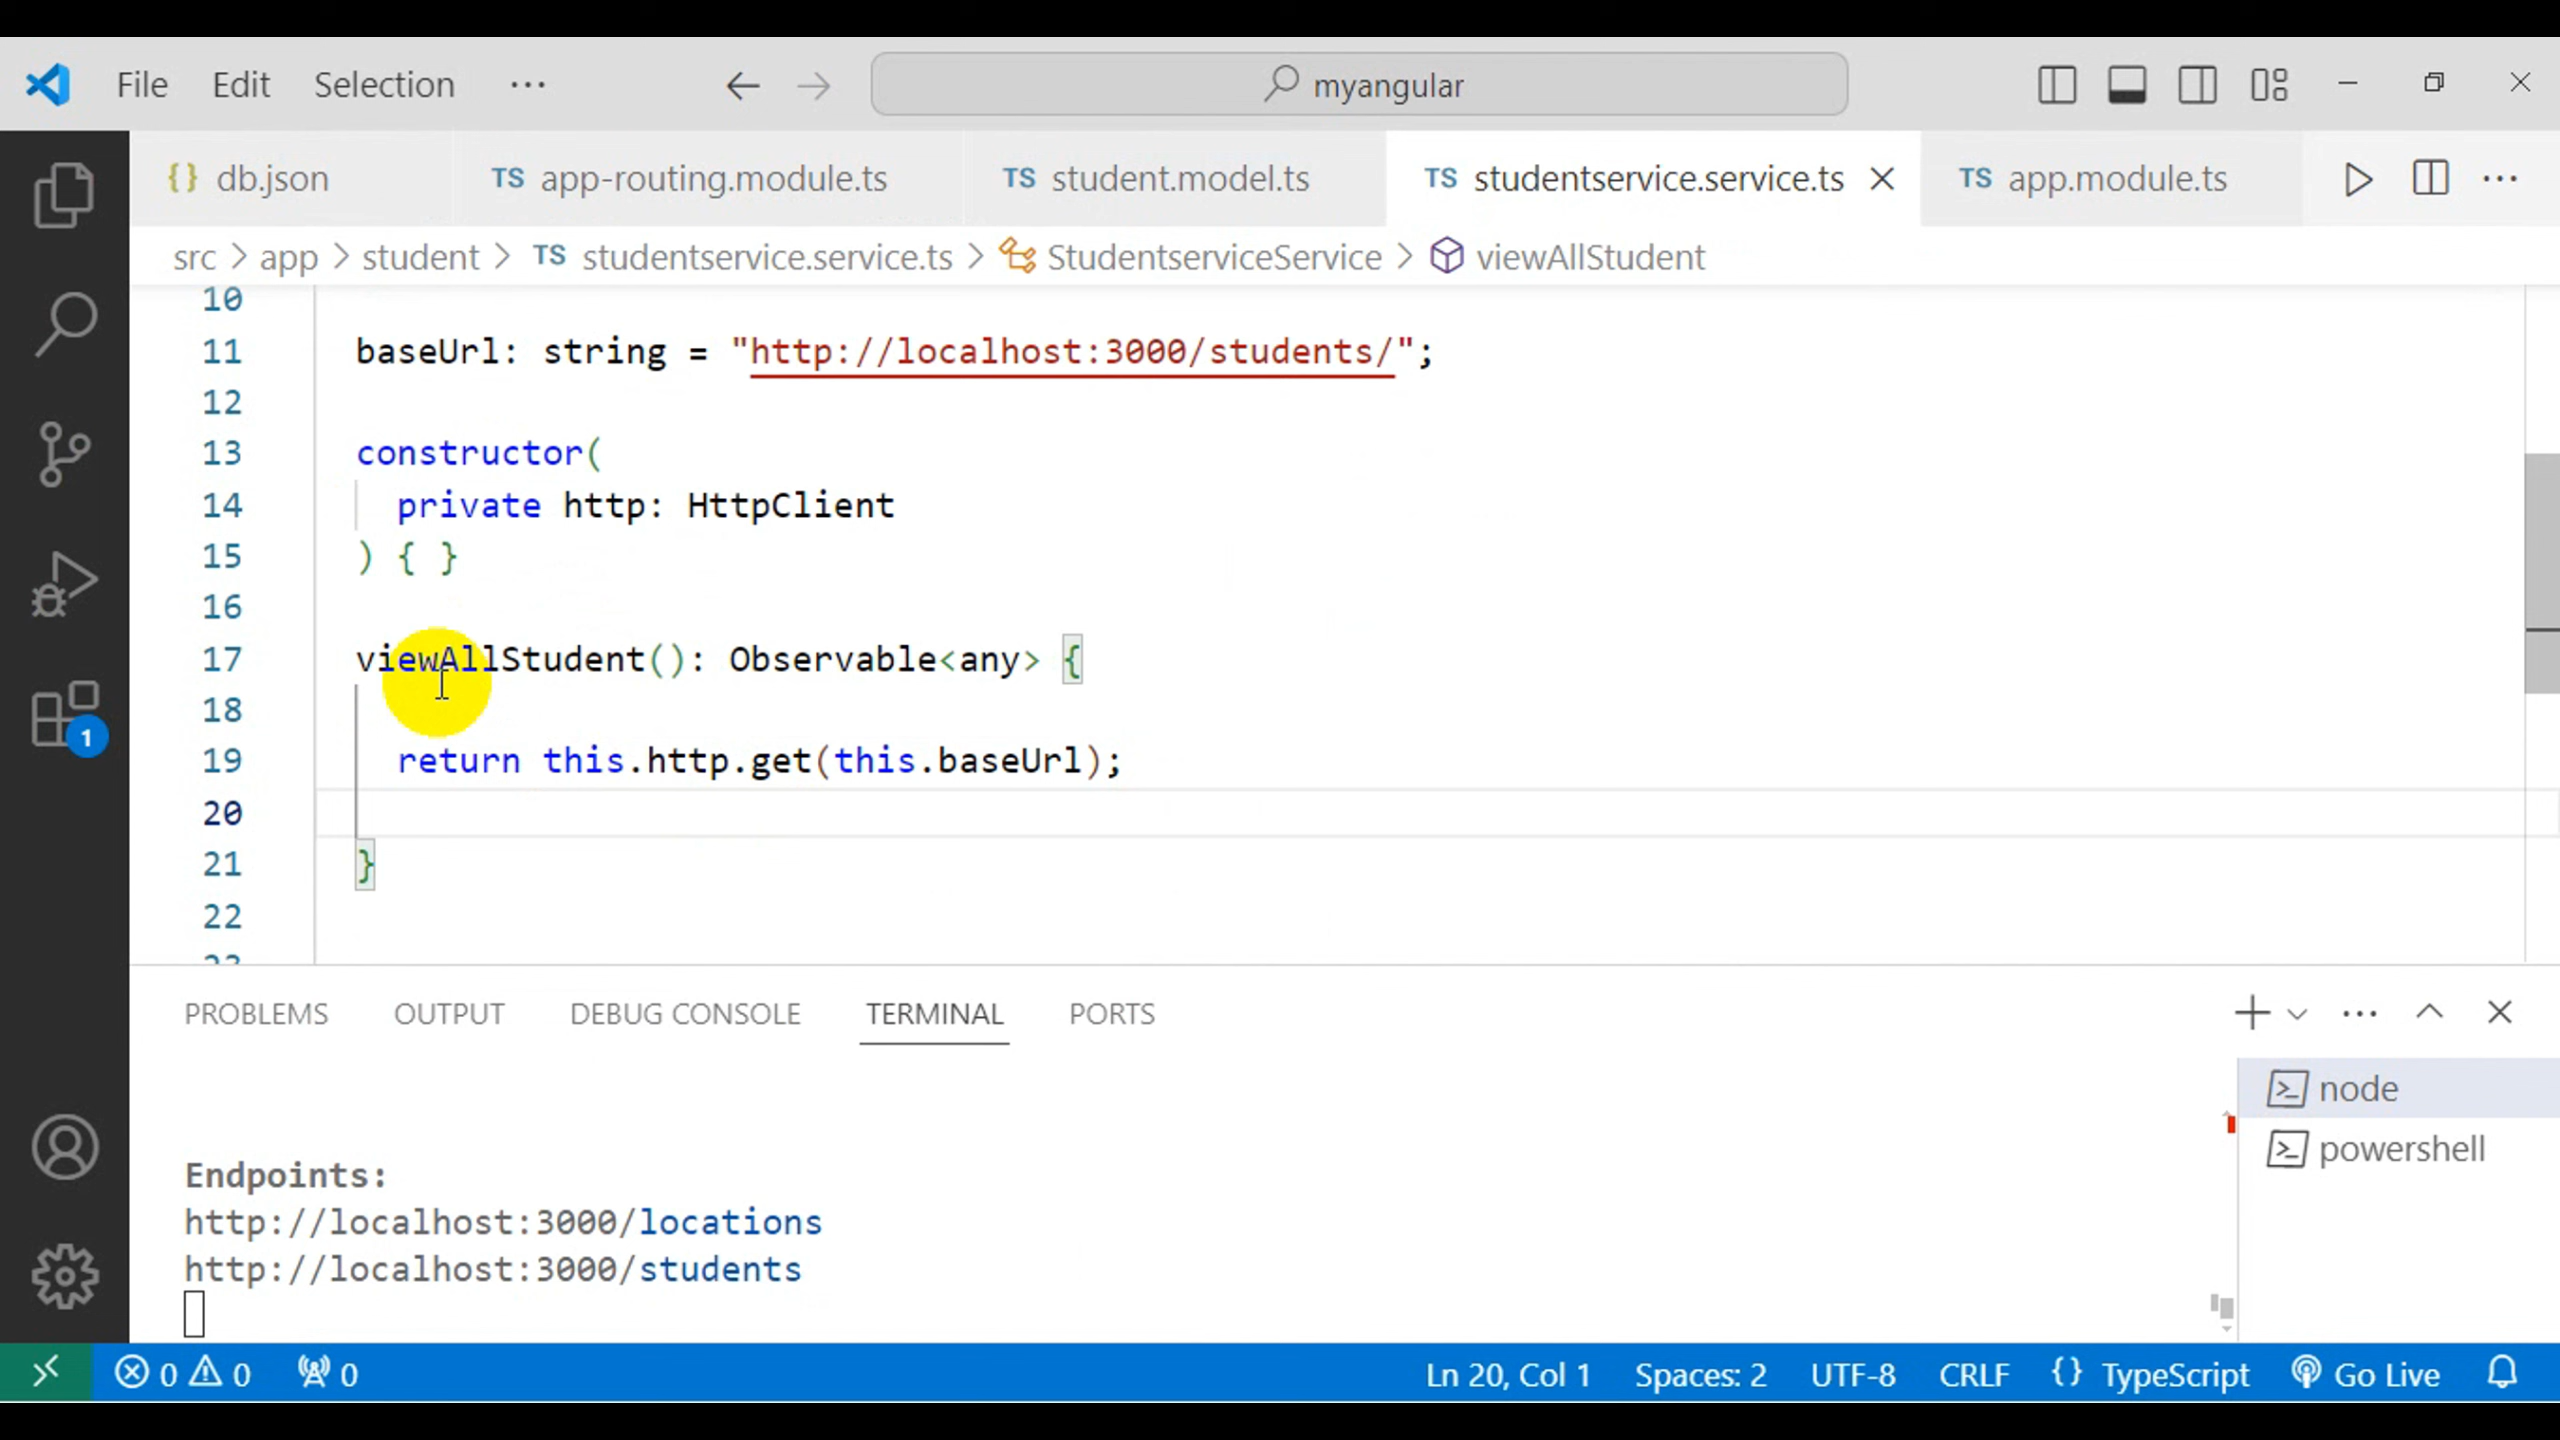 File Edit Selection ··· myangular
db.json TS app-routing.module.ts TS student.model.ts TS studentservice.service.ts TS app.module.ts
src > app > student > TS studentservice.service.ts > StudentserviceService > viewAllStudent
10
11 baseUrl: string = "http://localhost:3000/students/";
12
13 constructor(
14 private http: HttpClient
15 ) { }
16
17 viewAllStudent(): Observable<any> {
18
19 return this.http.get(this.baseUrl);
20
21 }
22
23
PROBLEMS OUTPUT DEBUG CONSOLE TERMINAL PORTS
1
node
powershell
Endpoints:
http://localhost:3000/locations
http://localhost:3000/students
0 0 0 Ln 20, Col 1 Spaces: 2 UTF-8 CRLF {} TypeScript Go Live